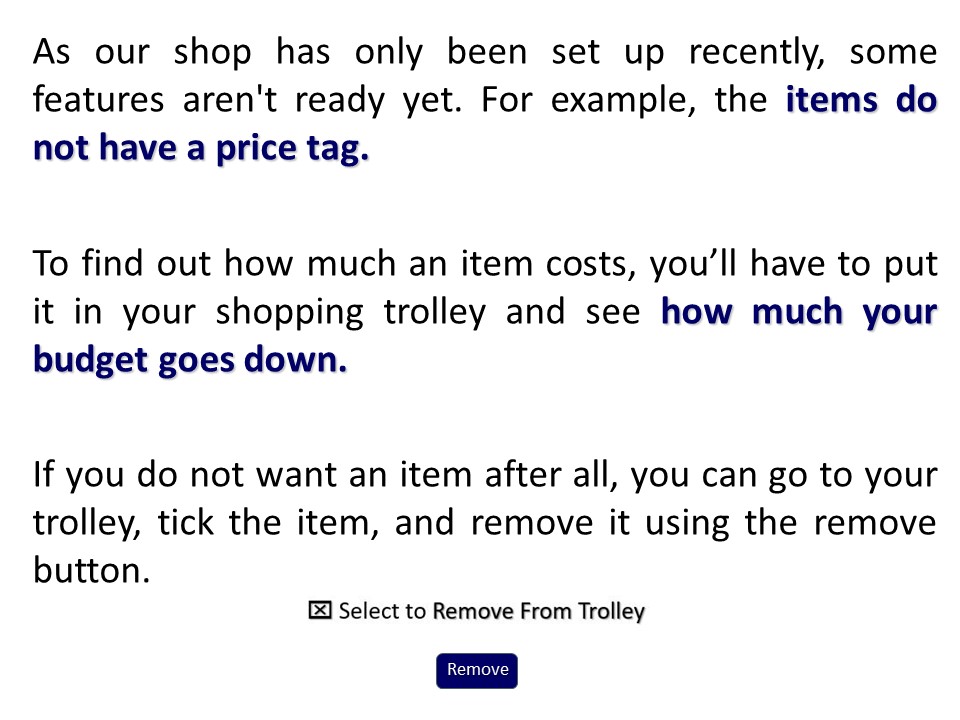 As our shop has only been set up recently, some
features aren't ready yet. For example, the items do
not have a price tag.
To find out how much an item costs, you’ll have to put
it in your shopping trolley and see how much your
budget goes down.
If you do not want an item after all, you can go to your
trolley, tick the item, and remove it using the remove
button.
☒ Select to Remove From Trolley
Remove